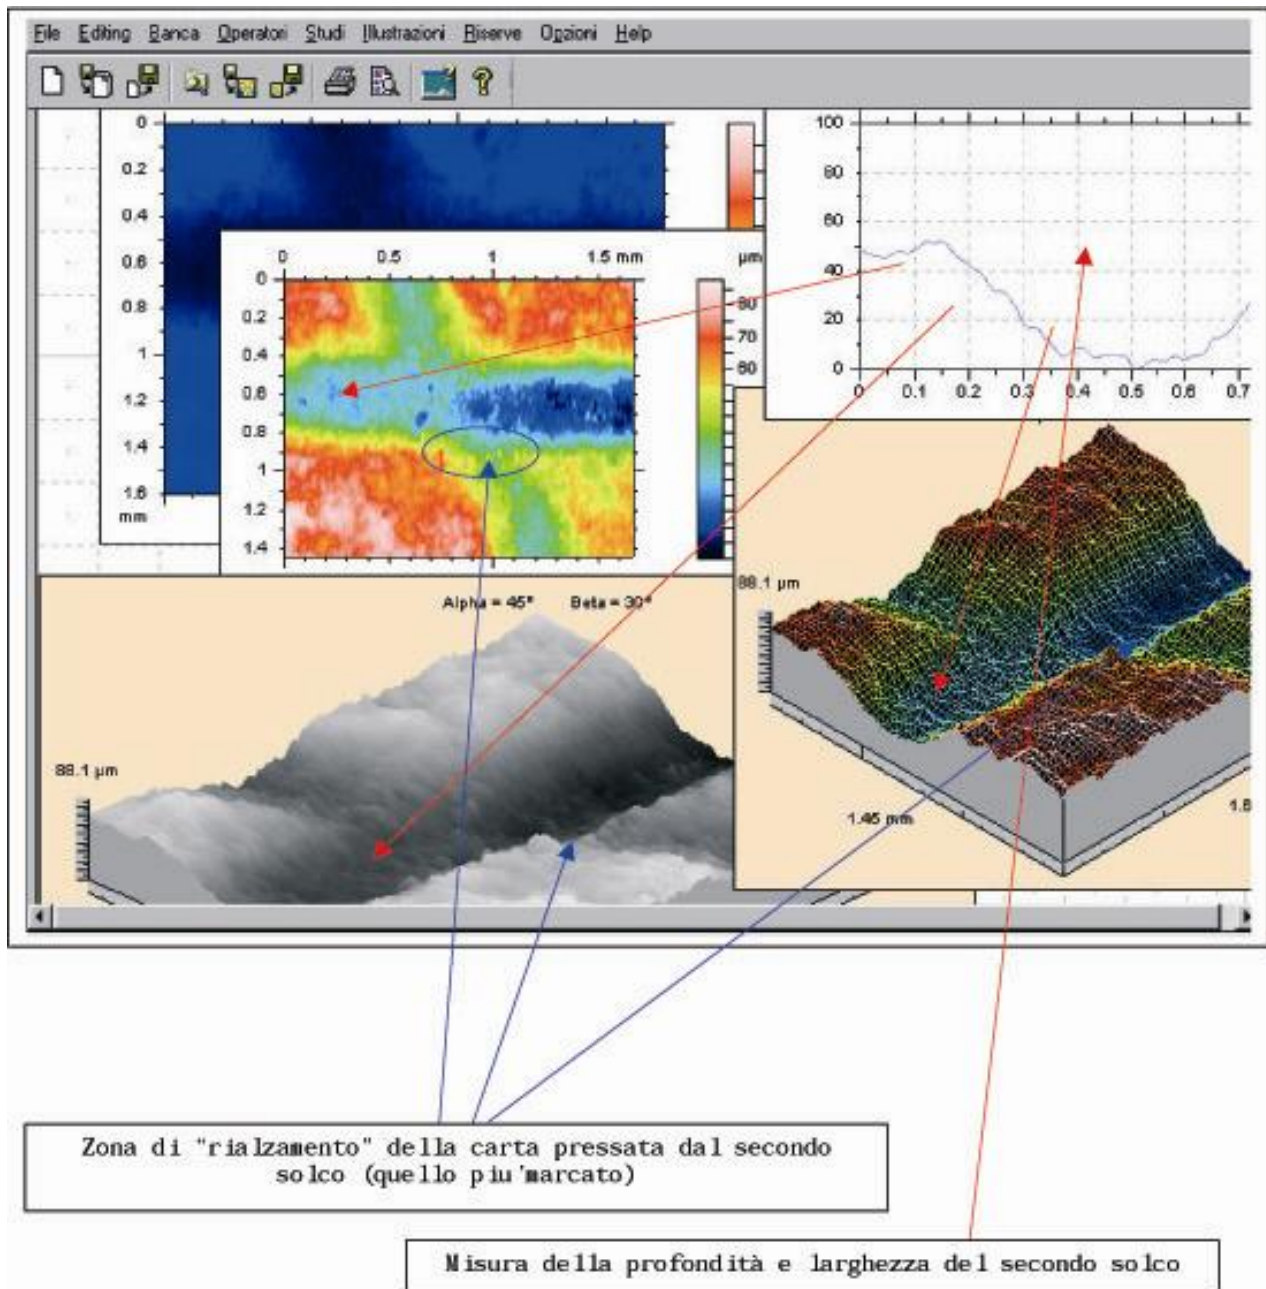 File Editing Banca Operatori Studi Illustrazioni Riserve Opzioni Help
0
0.2
0.4
0.6
0.8
1
1.2
1.4
1.6
mm
0 0.5 1 1.5 mm
0
0.2
0.4
0.6
0.8
1
1.2
1.4
µm
80
70
60
100
80
60
40
20
0
0 0.1 0.2 0.3 0.4 0.5 0.6 0.7
Alpha = 45° Beta = 30°
88.1 µm
88.1 µm
1.45 mm
Zona di "rialzamento" della carta pressata dal secondo
solco (quello piu'marcato)
Misura della profondità e larghezza del secondo solco